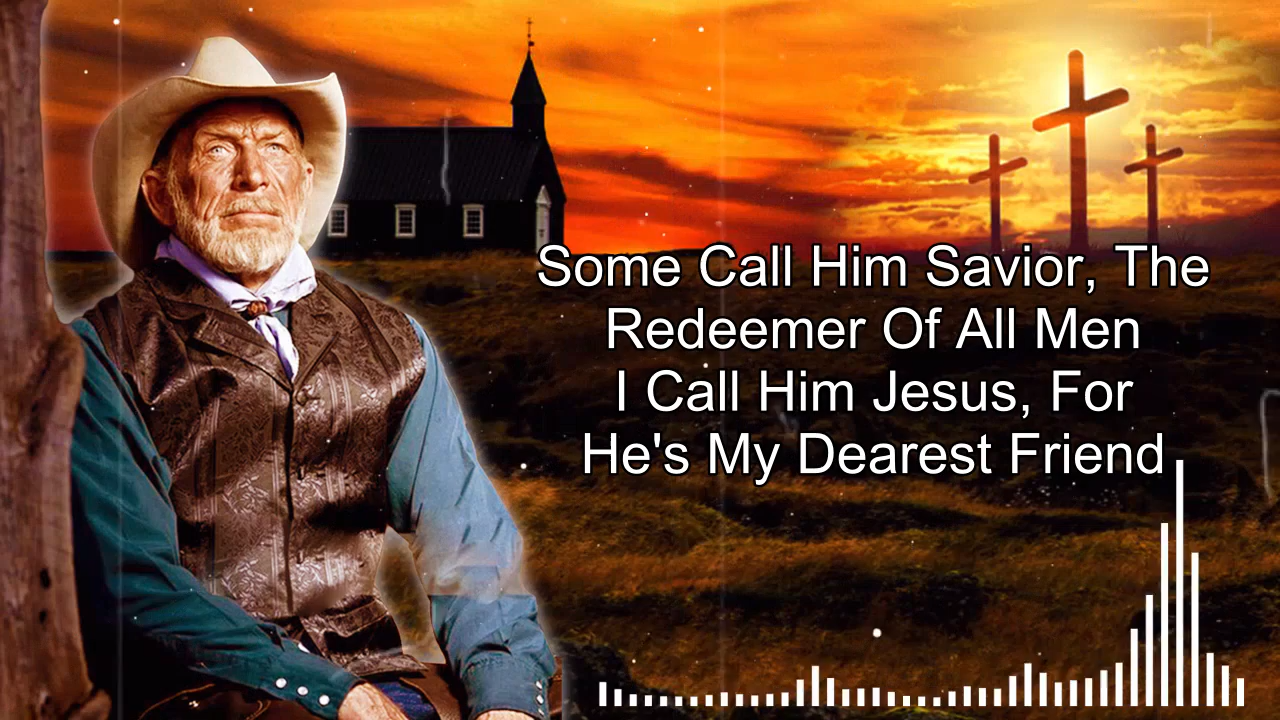 Some Call Him Savior, The
Redeemer Of All Men
I Call Him Jesus, For
He's My Dearest Friend